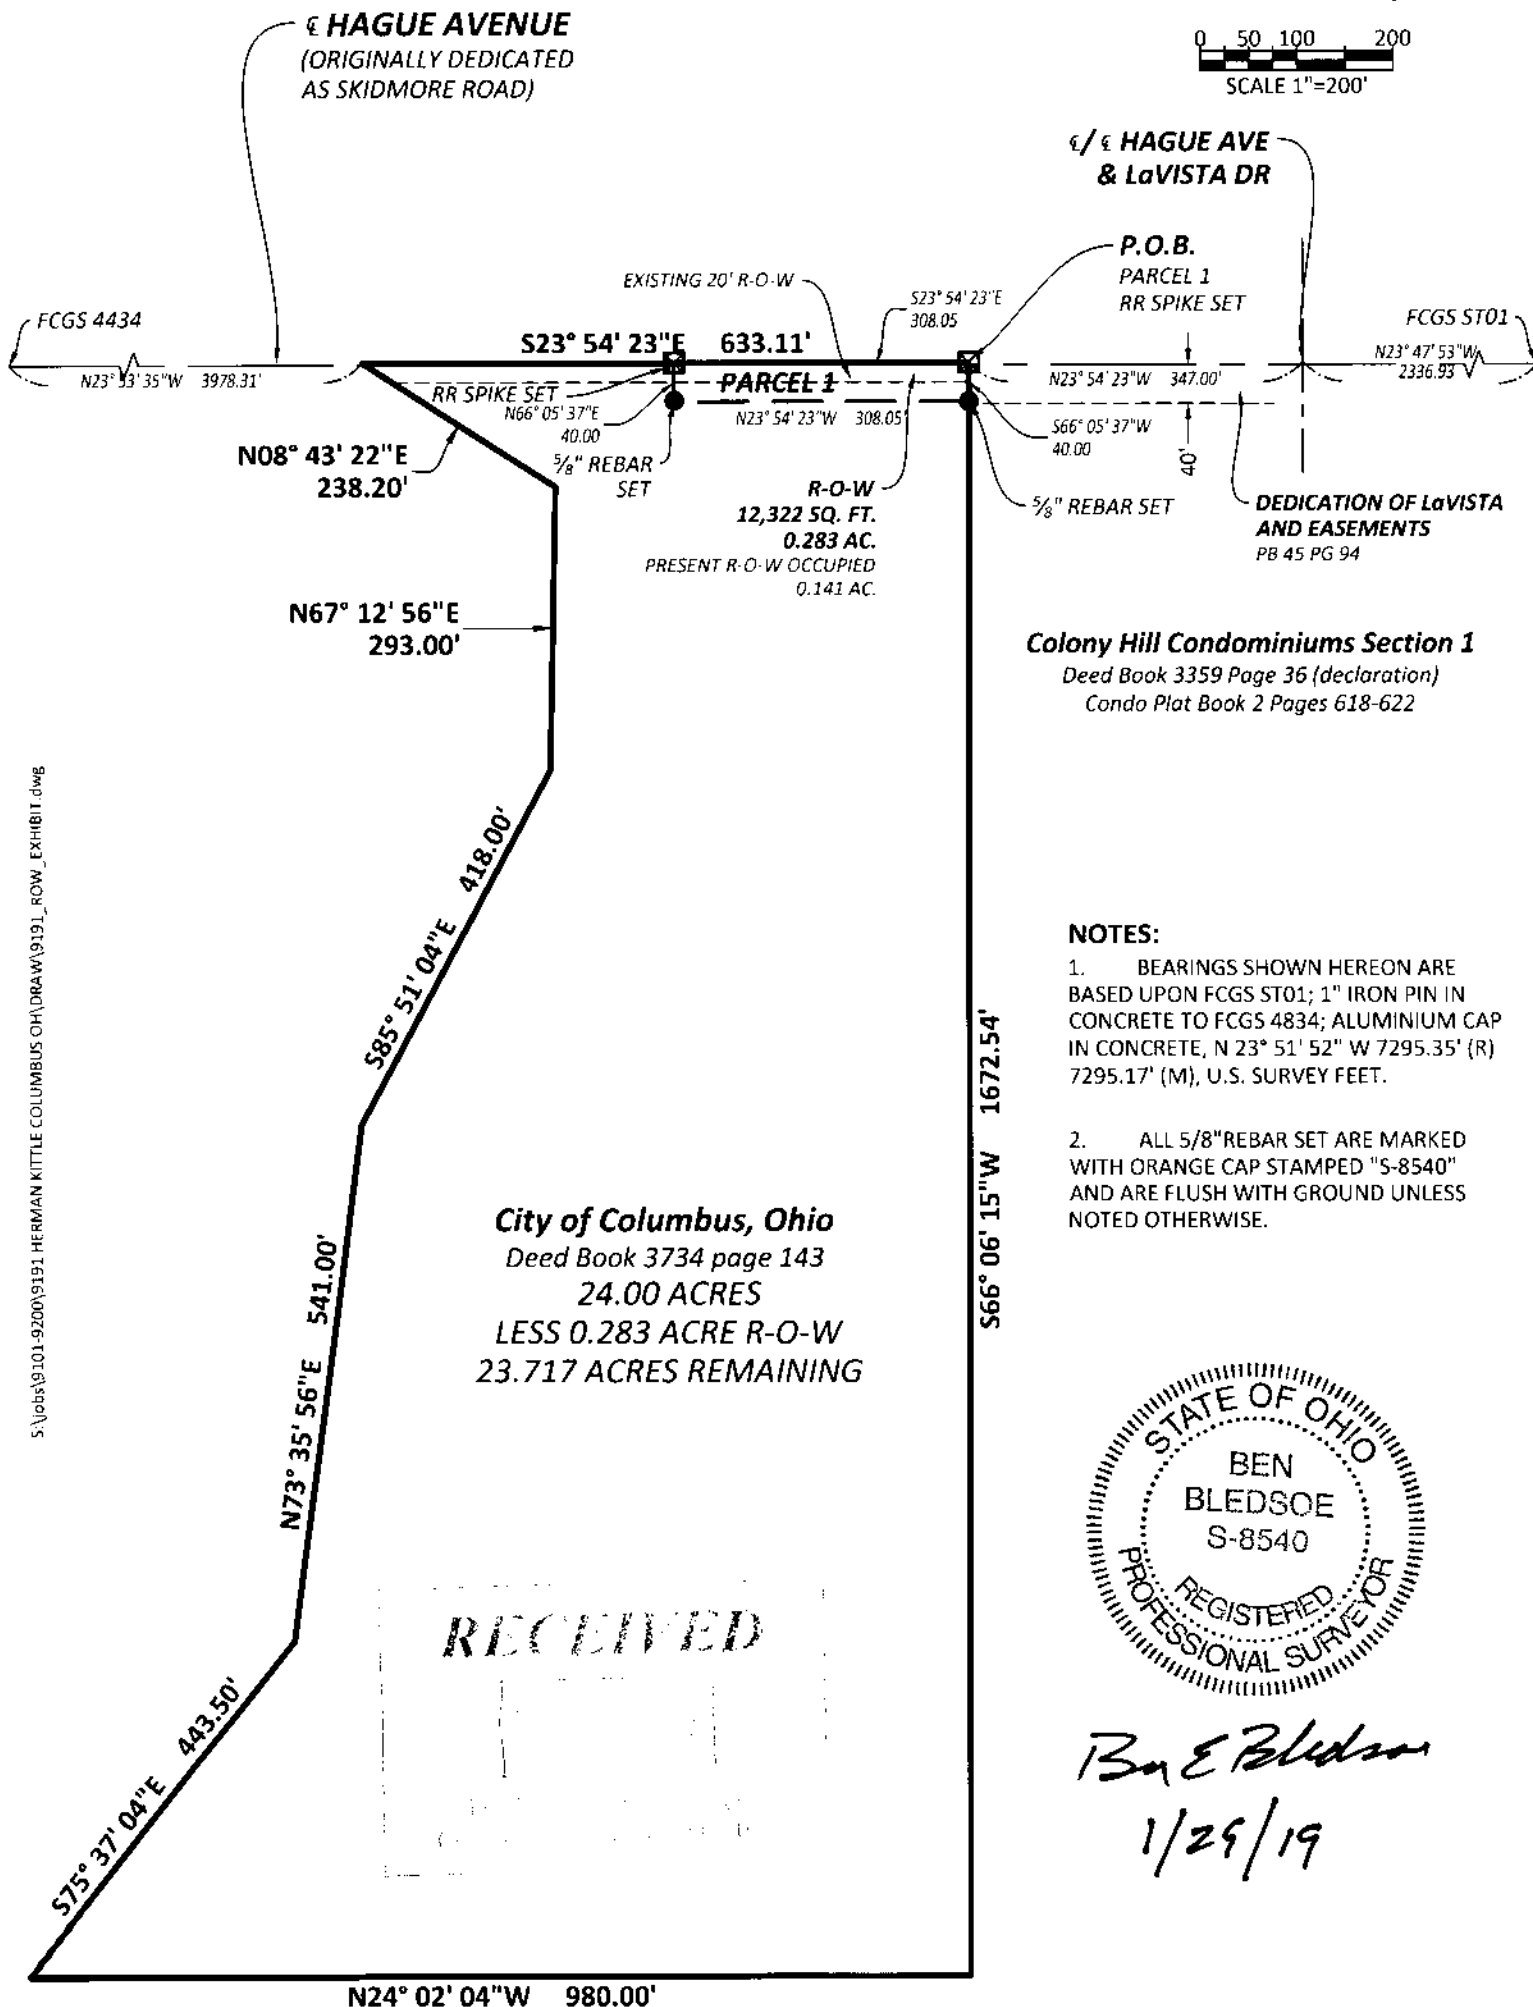 ℄ HAGUE AVENUE
(ORIGINALLY DEDICATED
AS SKIDMORE ROAD)
0 50 100 200
SCALE 1"=200'
℄/℄ HAGUE AVE
& LaVISTA DR
P.O.B.
PARCEL 1
RR SPIKE SET
EXISTING 20' R-O-W
S23° 54' 23"E
308.05
FCGS 4434
FCGS ST01
S23° 54' 23"E 633.11'
N23° 47' 53"W
2336.93
N23° 33' 35"W 3978.31'
PARCEL 1
N23° 54' 23"W 347.00'
RR SPIKE SET
N66° 05' 37"E
40.00
N23° 54' 23"W 308.05'
S66° 05' 37"W
40.00
40'
N08° 43' 22"E
238.20'
5/8" REBAR
SET
R-O-W
12,322 SQ. FT.
0.283 AC.
PRESENT R-O-W OCCUPIED
0.141 AC.
5/8" REBAR SET
DEDICATION OF LaVISTA
AND EASEMENTS
PB 45 PG 94
N67° 12' 56"E
293.00'
Colony Hill Condominiums Section 1
Deed Book 3359 Page 36 (declaration)
Condo Plat Book 2 Pages 618-622
S:\jobs\9101-9200\9191 HERMAN KITTLE COLUMBUS OH\DRAW\9191_ROW_EXHIBIT.dwg
S85° 51' 04"E 418.00'
NOTES:
1. BEARINGS SHOWN HEREON ARE
BASED UPON FCGS ST01; 1" IRON PIN IN
CONCRETE TO FCGS 4834; ALUMINIUM CAP
IN CONCRETE, N 23° 51' 52" W 7295.35' (R)
7295.17' (M), U.S. SURVEY FEET.
2. ALL 5/8"REBAR SET ARE MARKED
WITH ORANGE CAP STAMPED "S-8540"
AND ARE FLUSH WITH GROUND UNLESS
NOTED OTHERWISE.
S66° 06' 15"W 1672.54'
City of Columbus, Ohio
Deed Book 3734 page 143
24.00 ACRES
LESS 0.283 ACRE R-O-W
23.717 ACRES REMAINING
N73° 35' 56"E 541.00'
STATE OF OHIO
BEN
BLEDSOE
S-8540
REGISTERED
PROFESSIONAL SURVEYOR
RECEIVED
Ben E Bledsoe
1/29/19
S75° 37' 04"E 443.50'
N24° 02' 04"W 980.00'